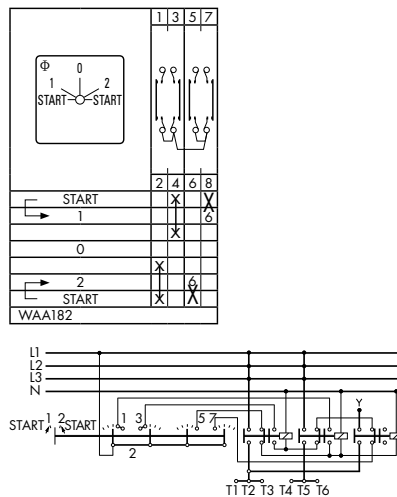 1 3 5 7
Φ
0
1 2
START START
2 4 6 8
START X X
1 6
X
0
X
2 6
START X X
WAA182
L1
L2
L3
N
START 1 2 START 1 3 5 7 Y
2
T1 T2 T3 T4 T5 T6